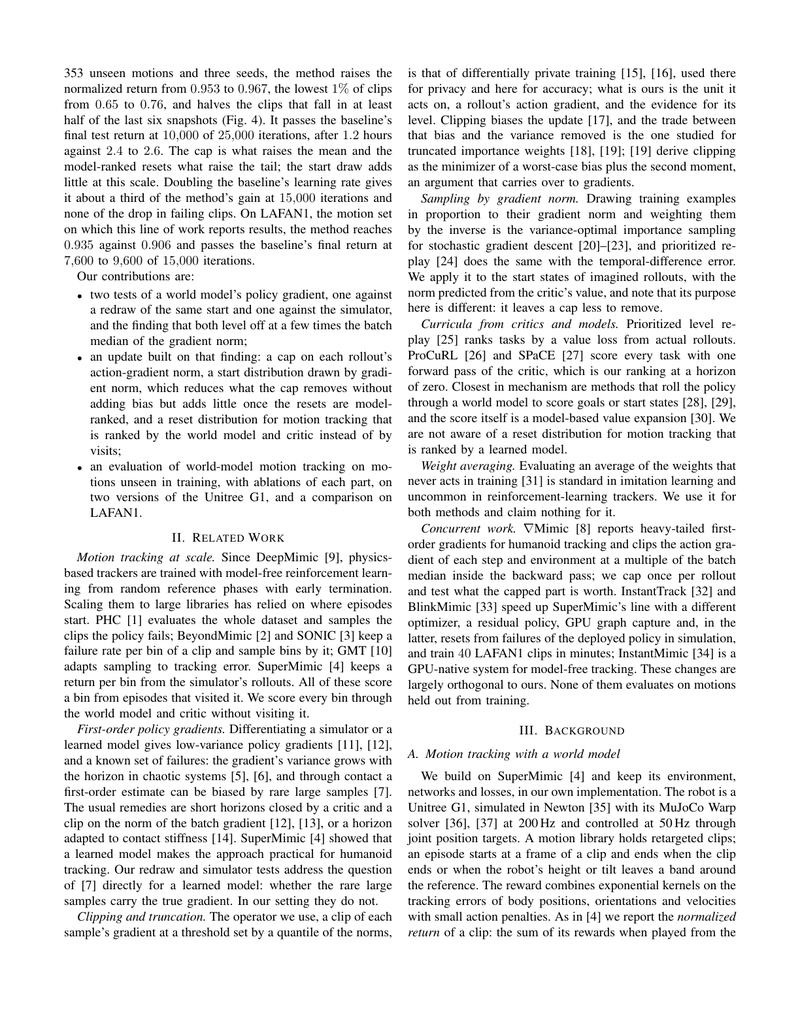 353 unseen motions and three seeds, the method raises the
normalized return from 0.953 to 0.967, the lowest 1% of clips
from 0.65 to 0.76, and halves the clips that fall in at least
half of the last six snapshots (Fig. 4). It passes the baseline's
final test return at 10,000 of 25,000 iterations, after 1.2 hours
against 2.4 to 2.6. The cap is what raises the mean and the
model-ranked resets what raise the tail; the start draw adds
little at this scale. Doubling the baseline's learning rate gives
it about a third of the method's gain at 15,000 iterations and
none of the drop in failing clips. On LAFAN1, the motion set
on which this line of work reports results, the method reaches
0.935 against 0.906 and passes the baseline's final return at
7,600 to 9,600 of 15,000 iterations.
Our contributions are:
• two tests of a world model's policy gradient, one against
a redraw of the same start and one against the simulator,
and the finding that both level off at a few times the batch
median of the gradient norm;
• an update built on that finding: a cap on each rollout's
action-gradient norm, a start distribution drawn by gradi-
ent norm, which reduces what the cap removes without
adding bias but adds little once the resets are model-
ranked, and a reset distribution for motion tracking that
is ranked by the world model and critic instead of by
visits;
• an evaluation of world-model motion tracking on mo-
tions unseen in training, with ablations of each part, on
two versions of the Unitree G1, and a comparison on
LAFAN1.
II. RELATED WORK
Motion tracking at scale. Since DeepMimic [9], physics-
based trackers are trained with model-free reinforcement learn-
ing from random reference phases with early termination.
Scaling them to large libraries has relied on where episodes
start. PHC [1] evaluates the whole dataset and samples the
clips the policy fails; BeyondMimic [2] and SONIC [3] keep a
failure rate per bin of a clip and sample bins by it; GMT [10]
adapts sampling to tracking error. SuperMimic [4] keeps a
return per bin from the simulator's rollouts. All of these score
a bin from episodes that visited it. We score every bin through
the world model and critic without visiting it.
First-order policy gradients. Differentiating a simulator or a
learned model gives low-variance policy gradients [11], [12],
and a known set of failures: the gradient's variance grows with
the horizon in chaotic systems [5], [6], and through contact a
first-order estimate can be biased by rare large samples [7].
The usual remedies are short horizons closed by a critic and a
clip on the norm of the batch gradient [12], [13], or a horizon
adapted to contact stiffness [14]. SuperMimic [4] showed that
a learned model makes the approach practical for humanoid
tracking. Our redraw and simulator tests address the question
of [7] directly for a learned model: whether the rare large
samples carry the true gradient. In our setting they do not.
Clipping and truncation. The operator we use, a clip of each
sample's gradient at a threshold set by a quantile of the norms,
is that of differentially private training [15], [16], used there
for privacy and here for accuracy; what is ours is the unit it
acts on, a rollout's action gradient, and the evidence for its
level. Clipping biases the update [17], and the trade between
that bias and the variance removed is the one studied for
truncated importance weights [18], [19]; [19] derive clipping
as the minimizer of a worst-case bias plus the second moment,
an argument that carries over to gradients.
Sampling by gradient norm. Drawing training examples
in proportion to their gradient norm and weighting them
by the inverse is the variance-optimal importance sampling
for stochastic gradient descent [20]–[23], and prioritized re-
play [24] does the same with the temporal-difference error.
We apply it to the start states of imagined rollouts, with the
norm predicted from the critic's value, and note that its purpose
here is different: it leaves a cap less to remove.
Curricula from critics and models. Prioritized level re-
play [25] ranks tasks by a value loss from actual rollouts.
ProCuRL [26] and SPaCE [27] score every task with one
forward pass of the critic, which is our ranking at a horizon
of zero. Closest in mechanism are methods that roll the policy
through a world model to score goals or start states [28], [29],
and the score itself is a model-based value expansion [30]. We
are not aware of a reset distribution for motion tracking that
is ranked by a learned model.
Weight averaging. Evaluating an average of the weights that
never acts in training [31] is standard in imitation learning and
uncommon in reinforcement-learning trackers. We use it for
both methods and claim nothing for it.
Concurrent work. ∇Mimic [8] reports heavy-tailed first-
order gradients for humanoid tracking and clips the action gra-
dient of each step and environment at a multiple of the batch
median inside the backward pass; we cap once per rollout
and test what the capped part is worth. InstantTrack [32] and
BlinkMimic [33] speed up SuperMimic's line with a different
optimizer, a residual policy, GPU graph capture and, in the
latter, resets from failures of the deployed policy in simulation,
and train 40 LAFAN1 clips in minutes; InstantMimic [34] is a
GPU-native system for model-free tracking. These changes are
largely orthogonal to ours. None of them evaluates on motions
held out from training.
III. BACKGROUND
A. Motion tracking with a world model
We build on SuperMimic [4] and keep its environment,
networks and losses, in our own implementation. The robot is a
Unitree G1, simulated in Newton [35] with its MuJoCo Warp
solver [36], [37] at 200 Hz and controlled at 50 Hz through
joint position targets. A motion library holds retargeted clips;
an episode starts at a frame of a clip and ends when the clip
ends or when the robot's height or tilt leaves a band around
the reference. The reward combines exponential kernels on the
tracking errors of body positions, orientations and velocities
with small action penalties. As in [4] we report the normalized
return of a clip: the sum of its rewards when played from the